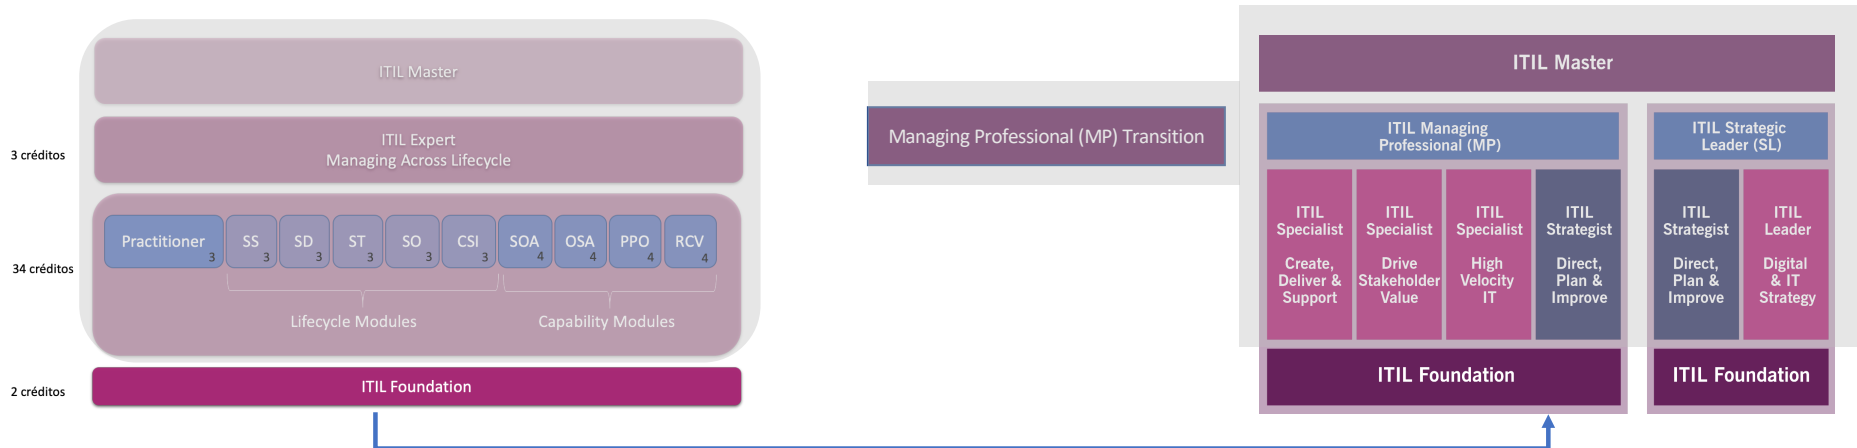 ITIL Master
3 créditos
ITIL Expert
Managing Across Lifecycle
34 créditos
Practitioner 3
SS 3
SD 3
ST 3
SO 3
CSI 3
SOA 4
OSA 4
PPO 4
RCV 4
Lifecycle Modules
Capability Modules
2 créditos
ITIL Foundation
Managing Professional (MP) Transition
ITIL Master
ITIL Managing
Professional (MP)
ITIL
Specialist
Create,
Deliver &
Support
ITIL
Specialist
Drive
Stakeholder
Value
ITIL
Specialist
High
Velocity
IT
ITIL
Strategist
Direct,
Plan &
Improve
ITIL Foundation
ITIL Strategic
Leader (SL)
ITIL
Strategist
Direct,
Plan &
Improve
ITIL
Leader
Digital
& IT
Strategy
ITIL Foundation